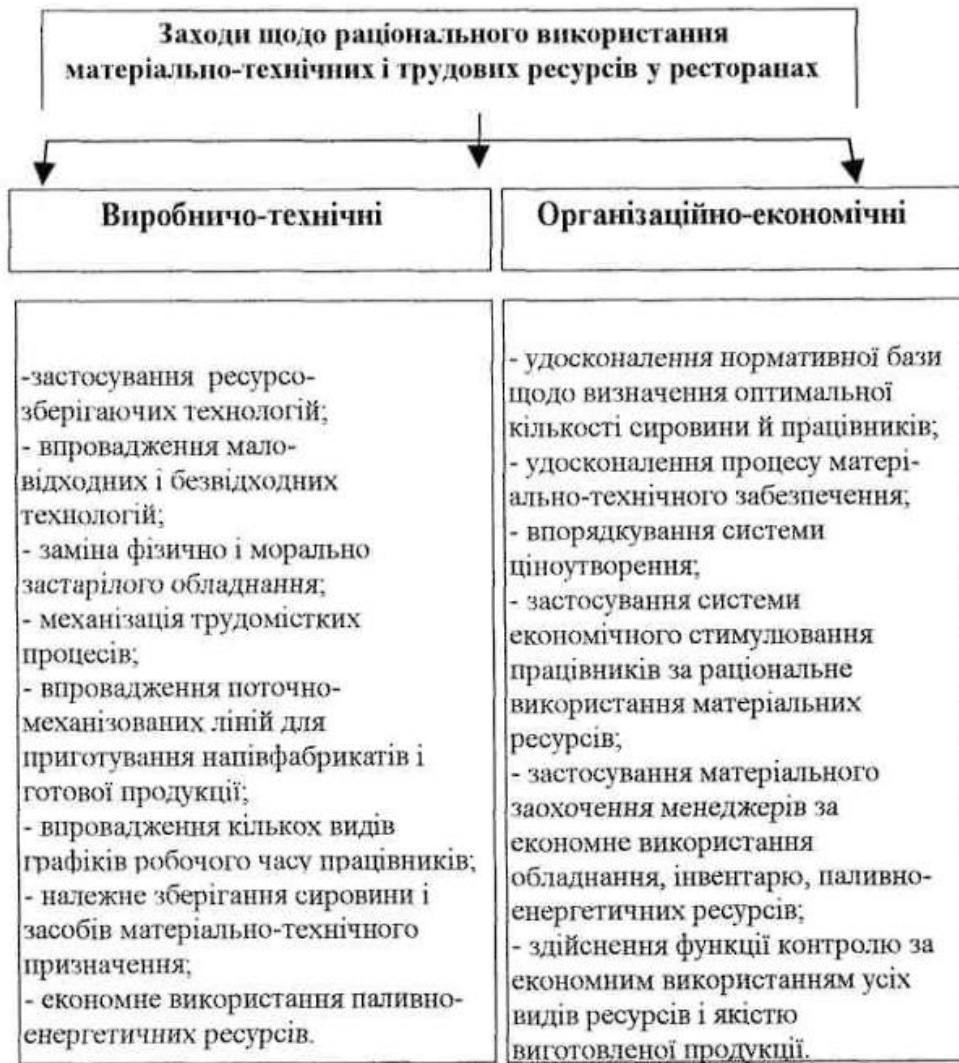 Заходи щодо раціонального використання
матеріально-технічних і трудових ресурсів у ресторанах
Виробничо-технічні
-застосування ресурсо-
зберігаючих технологій;
- впровадження мало-
відходних і безвідходних
технологій;
- заміна фізично і морально
застарілого обладнання;
- механізація трудомістких
процесів;
- впровадження поточно-
механізованих ліній для
приготування напівфабрикатів і
готової продукції;
- впровадження кількох видів
графіків робочого часу працівників;
- належне зберігання сировини і
засобів матеріально-технічного
призначення;
- економне використання паливно-
енергетичних ресурсів.
Організаційно-економічні
- удосконалення нормативної бази
щодо визначення оптимальної
кількості сировини й працівників;
- удосконалення процесу матері-
ально-технічного забезпечення;
- впорядкування системи
ціноутворення;
- застосування системи
економічного стимулювання
працівників за раціональне
використання матеріальних
ресурсів;
- застосування матеріального
заохочення менеджерів за
економне використання
обладнання, інвентарю, паливно-
енергетичних ресурсів;
- здійснення функції контролю за
економним використанням усіх
видів ресурсів і якістю
виготовленої продукції.